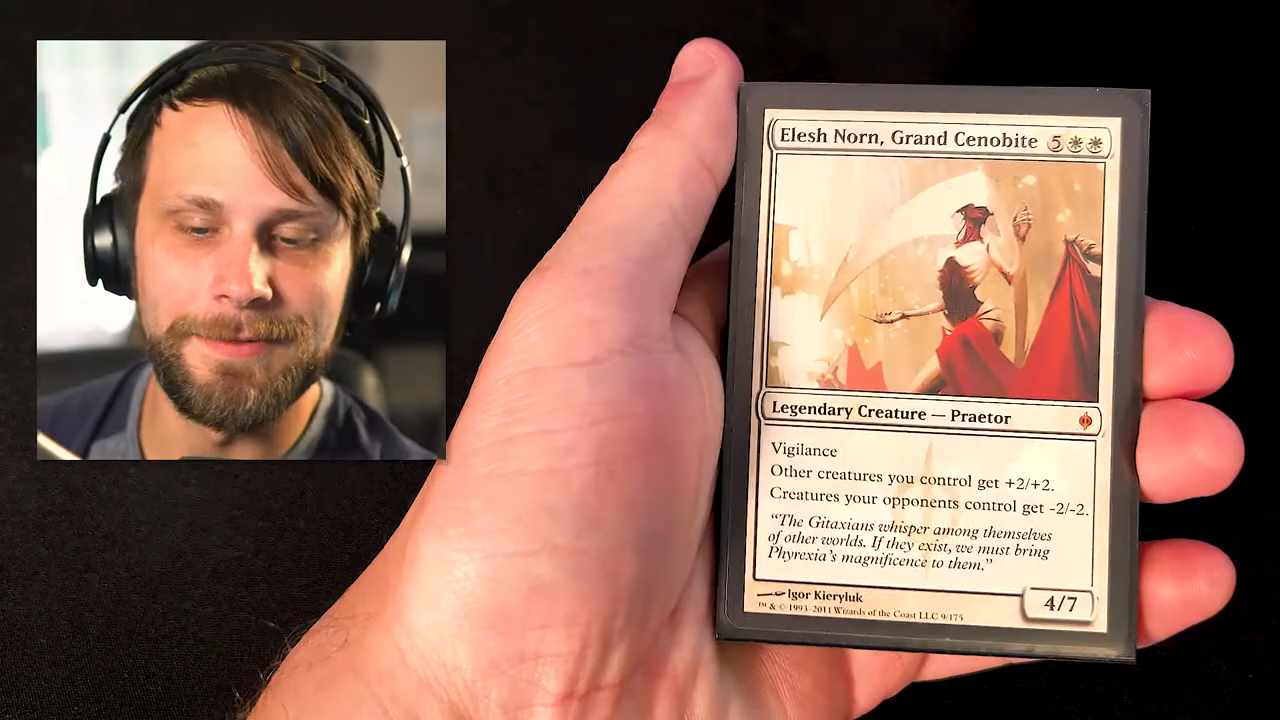 Elesh Norn, Grand Cenobite 5
Legendary Creature — Praetor
Vigilance
Other creatures you control get +2/+2.
Creatures your opponents control get -2/-2.
“The Gitaxians whisper among themselves
of other worlds. If they exist, we must bring
Phyrexia’s magnificence to them.”
Igor Kieryluk
™ & © 1993–2011 Wizards of the Coast LLC 9/175
4/7